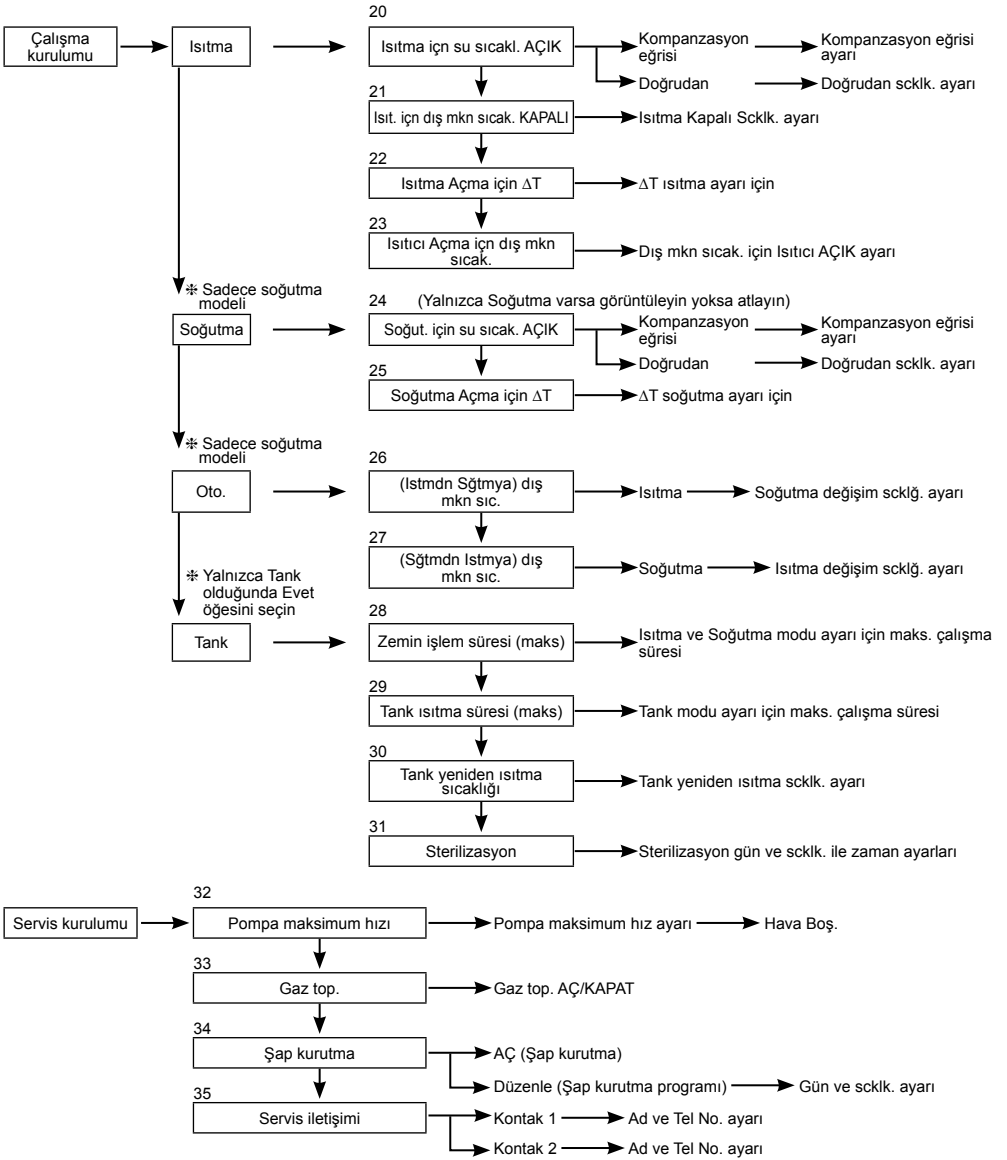 20
Çalışma
kurulumu
Isıtma
Isıtma içn su sıcakl. AÇIK
Kompanzasyon
eğrisi
Kompanzasyon eğrisi
ayarı
Doğrudan
Doğrudan scklk. ayarı
21
Isıt. içn dış mkn sıcak. KAPALI
Isıtma Kapalı Scklk. ayarı
22
Isıtma Açma için ∆T
∆T ısıtma ayarı için
23
Isıtıcı Açma içn dış mkn
sıcak.
Dış mkn sıcak. için Isıtıcı AÇIK ayarı
❉ Sadece soğutma
modeli
24 (Yalnızca Soğutma varsa görüntüleyin yoksa atlayın)
Soğutma
Soğut. için su sıcak. AÇIK
Kompanzasyon
eğrisi
Kompanzasyon eğrisi
ayarı
Doğrudan
Doğrudan scklk. ayarı
25
Soğutma Açma için ∆T
∆T soğutma ayarı için
❉ Sadece soğutma
modeli
26
Oto.
(Istmdn Sğtmya) dış
mkn sıc.
Isıtma
Soğutma değişim scklğ. ayarı
27
(Sğtmdn Istmya) dış
mkn sıc.
Soğutma
Isıtma değişim scklğ. ayarı
❉ Yalnızca Tank
olduğunda Evet
öğesini seçin
28
Tank
Zemin işlem süresi (maks)
Isıtma ve Soğutma modu ayarı için maks. çalışma
süresi
29
Tank ısıtma süresi (maks)
Tank modu ayarı için maks. çalışma süresi
30
Tank yeniden ısıtma
sıcaklığı
Tank yeniden ısıtma scklk. ayarı
31
Sterilizasyon
Sterilizasyon gün ve scklk. ile zaman ayarları
32
Servis kurulumu
Pompa maksimum hızı
Pompa maksimum hız ayarı
Hava Boş.
33
Gaz top.
Gaz top. AÇ/KAPAT
34
Şap kurutma
AÇ (Şap kurutma)
Düzenle (Şap kurutma programı)
Gün ve scklk. ayarı
35
Servis iletişimi
Kontak 1
Ad ve Tel No. ayarı
Kontak 2
Ad ve Tel No. ayarı